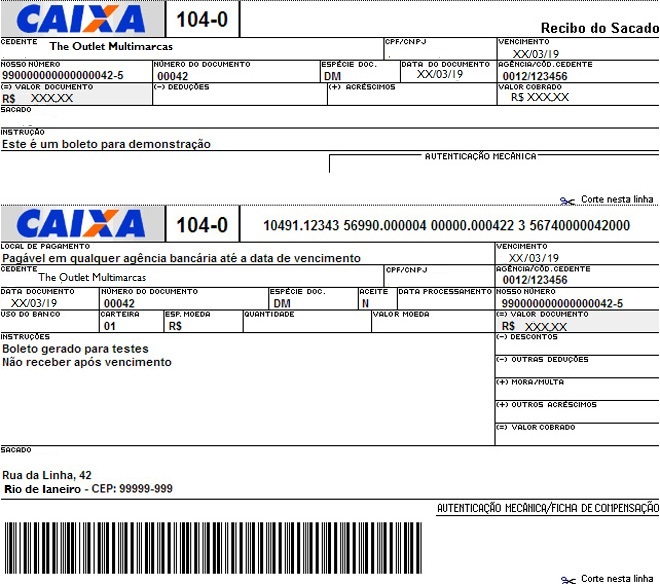 CAIXA 104-0 Recibo do Sacado
CEDENTE CPF/CNPJ VENCIMENTO
The Outlet Multimarcas XX/03/19
NOSSO NÚMERO NÚMERO DO DOCUMENTO ESPÉCIE DOC. DATA DO DOCUMENTO AGÊNCIA/CÓD.CEDENTE
990000000000000042-5 00042 DM XX/03/19 0012/123456
(=) VALOR DOCUMENTO (-) DEDUÇÕES (+) ACRÉSCIMOS VALOR COBRADO
R$ XXX,XX R$ XXX,XX
SACADO
INSTRUÇÃO
Este é um boleto para demonstração
AUTENTICAÇÃO MECÂNICA
Corte nesta linha
CAIXA 104-0 10491.12343 56990.000004 00000.000422 3 56740000042000
LOCAL DE PAGAMENTO VENCIMENTO
Pagável em qualquer agência bancária até a data de vencimento XX/03/19
CEDENTE CPF/CNPJ AGÊNCIA/CÓD.CEDENTE
The Outlet Multimarcas 0012/123456
DATA DOCUMENTO NÚMERO DO DOCUMENTO ESPÉCIE DOC. ACEITE DATA PROCESSAMENTO NOSSO NÚMERO
XX/03/19 00042 DM N 990000000000000042-5
USO DO BANCO CARTEIRA ESP. MOEDA QUANTIDADE VALOR MOEDA (=) VALOR DOCUMENTO
01 R$ R$ XXX,XX
INSTRUÇÕES (-) DESCONTOS
Boleto gerado para testes
Não receber após vencimento
(-) OUTRAS DEDUÇÕES
(+) MORA/MULTA
(+) OUTROS ACRÉSCIMOS
(=) VALOR COBRADO
SACADO
Rua da Linha, 42
Rio de Ianeiro - CEP: 99999-999
AUTENTICAÇÃO MECÂNICA/FICHA DE COMPENSAÇÃO
Corte nesta linha